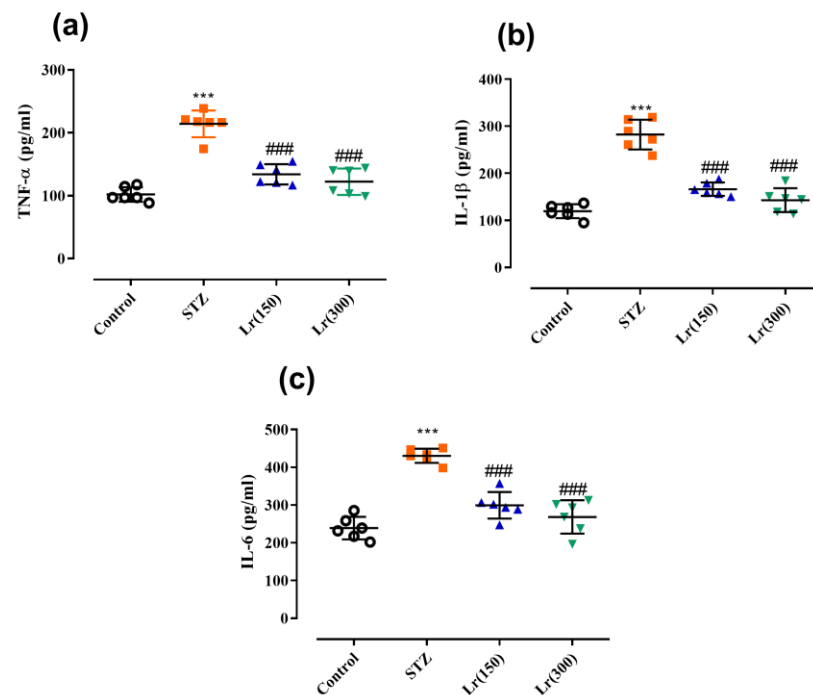 (a)
300
200
100
0
TNF-α (pg/ml)
***
###
###
Control
STZ
Lr(150)
Lr(300)
(b)
400
300
200
100
0
IL-1β (pg/ml)
***
###
###
Control
STZ
Lr(150)
Lr(300)
(c)
500
400
300
200
100
0
IL-6 (pg/ml)
***
###
###
Control
STZ
Lr(150)
Lr(300)